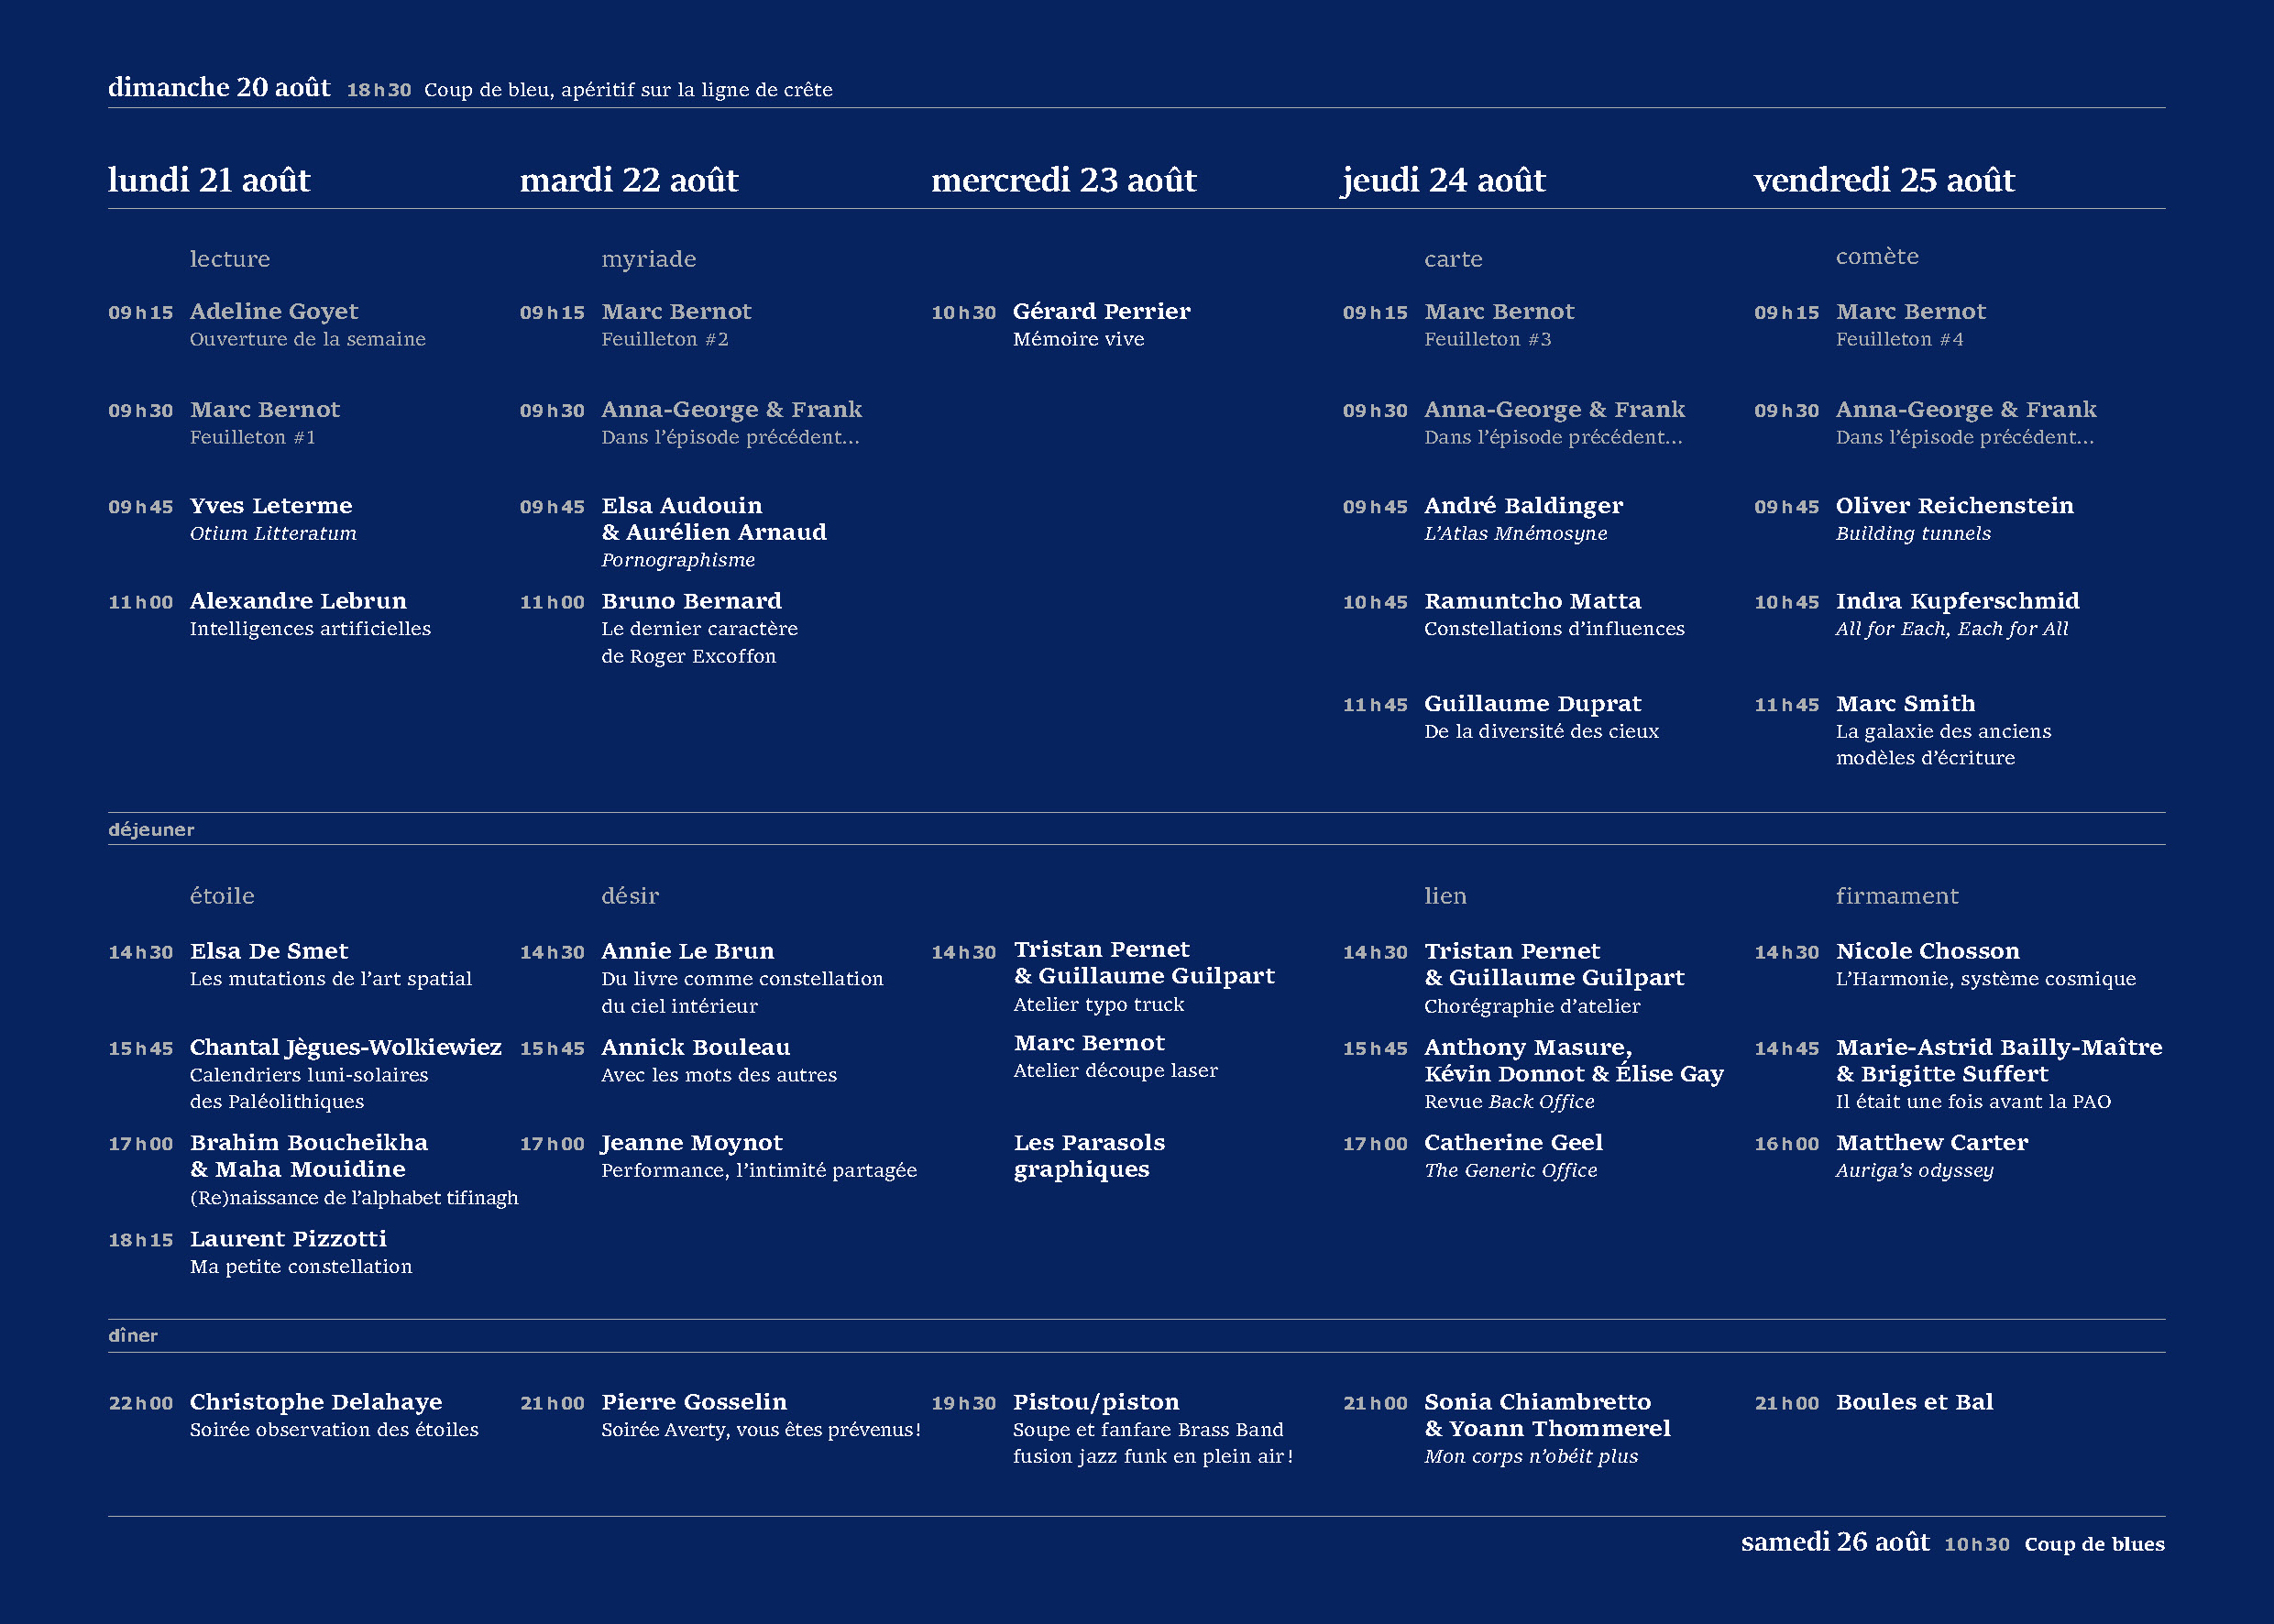 dimanche 20 août 18 h 30 Coup de bleu, apéritif sur la ligne de crête
lundi 21 août
lecture
09 h 15 Adeline Goyet
Ouverture de la semaine
09 h 30 Marc Bernot
Feuilleton #1
09 h 45 Yves Leterme
Otium Litteratum
11 h 00 Alexandre Lebrun
Intelligences artificielles
mardi 22 août
myriade
09 h 15 Marc Bernot
Feuilleton #2
09 h 30 Anna-George & Frank
Dans l’épisode précédent…
09 h 45 Elsa Audouin
& Aurélien Arnaud
Pornographisme
11 h 00 Bruno Bernard
Le dernier caractère
de Roger Excoffon
mercredi 23 août
10 h 30 Gérard Perrier
Mémoire vive
jeudi 24 août
carte
09 h 15 Marc Bernot
Feuilleton #3
09 h 30 Anna-George & Frank
Dans l’épisode précédent…
09 h 45 André Baldinger
L’Atlas Mnémosyne
10 h 45 Ramuntcho Matta
Constellations d’influences
11 h 45 Guillaume Duprat
De la diversité des cieux
vendredi 25 août
comète
09 h 15 Marc Bernot
Feuilleton #4
09 h 30 Anna-George & Frank
Dans l’épisode précédent…
09 h 45 Oliver Reichenstein
Building tunnels
10 h 45 Indra Kupferschmid
All for Each, Each for All
11 h 45 Marc Smith
La galaxie des anciens
modèles d’écriture
déjeuner
étoile
14 h 30 Elsa De Smet
Les mutations de l’art spatial
15 h 45 Chantal Jègues-Wolkiewiez
Calendriers luni-solaires
des Paléolithiques
17 h 00 Brahim Boucheikha
& Maha Mouidine
(Re)naissance de l’alphabet tifinagh
18 h 15 Laurent Pizzotti
Ma petite constellation
désir
14 h 30 Annie Le Brun
Du livre comme constellation
du ciel intérieur
15 h 45 Annick Bouleau
Avec les mots des autres
17 h 00 Jeanne Moynot
Performance, l’intimité partagée
14 h 30 Tristan Pernet
& Guillaume Guilpart
Atelier typo truck
Marc Bernot
Atelier découpe laser
Les Parasols
graphiques
lien
14 h 30 Tristan Pernet
& Guillaume Guilpart
Chorégraphie d’atelier
15 h 45 Anthony Masure,
Kévin Donnot & Élise Gay
Revue Back Office
17 h 00 Catherine Geel
The Generic Office
firmament
14 h 30 Nicole Chosson
L’Harmonie, système cosmique
14 h 45 Marie-Astrid Bailly-Maître
& Brigitte Suffert
Il était une fois avant la PAO
16 h 00 Matthew Carter
Auriga’s odyssey
dîner
22 h 00 Christophe Delahaye
Soirée observation des étoiles
21 h 00 Pierre Gosselin
Soirée Averty, vous êtes prévenus !
19 h 30 Pistou/piston
Soupe et fanfare Brass Band
fusion jazz funk en plein air !
21 h 00 Sonia Chiambretto
& Yoann Thommerel
Mon corps n’obéit plus
21 h 00 Boules et Bal
samedi 26 août 10 h 30 Coup de blues